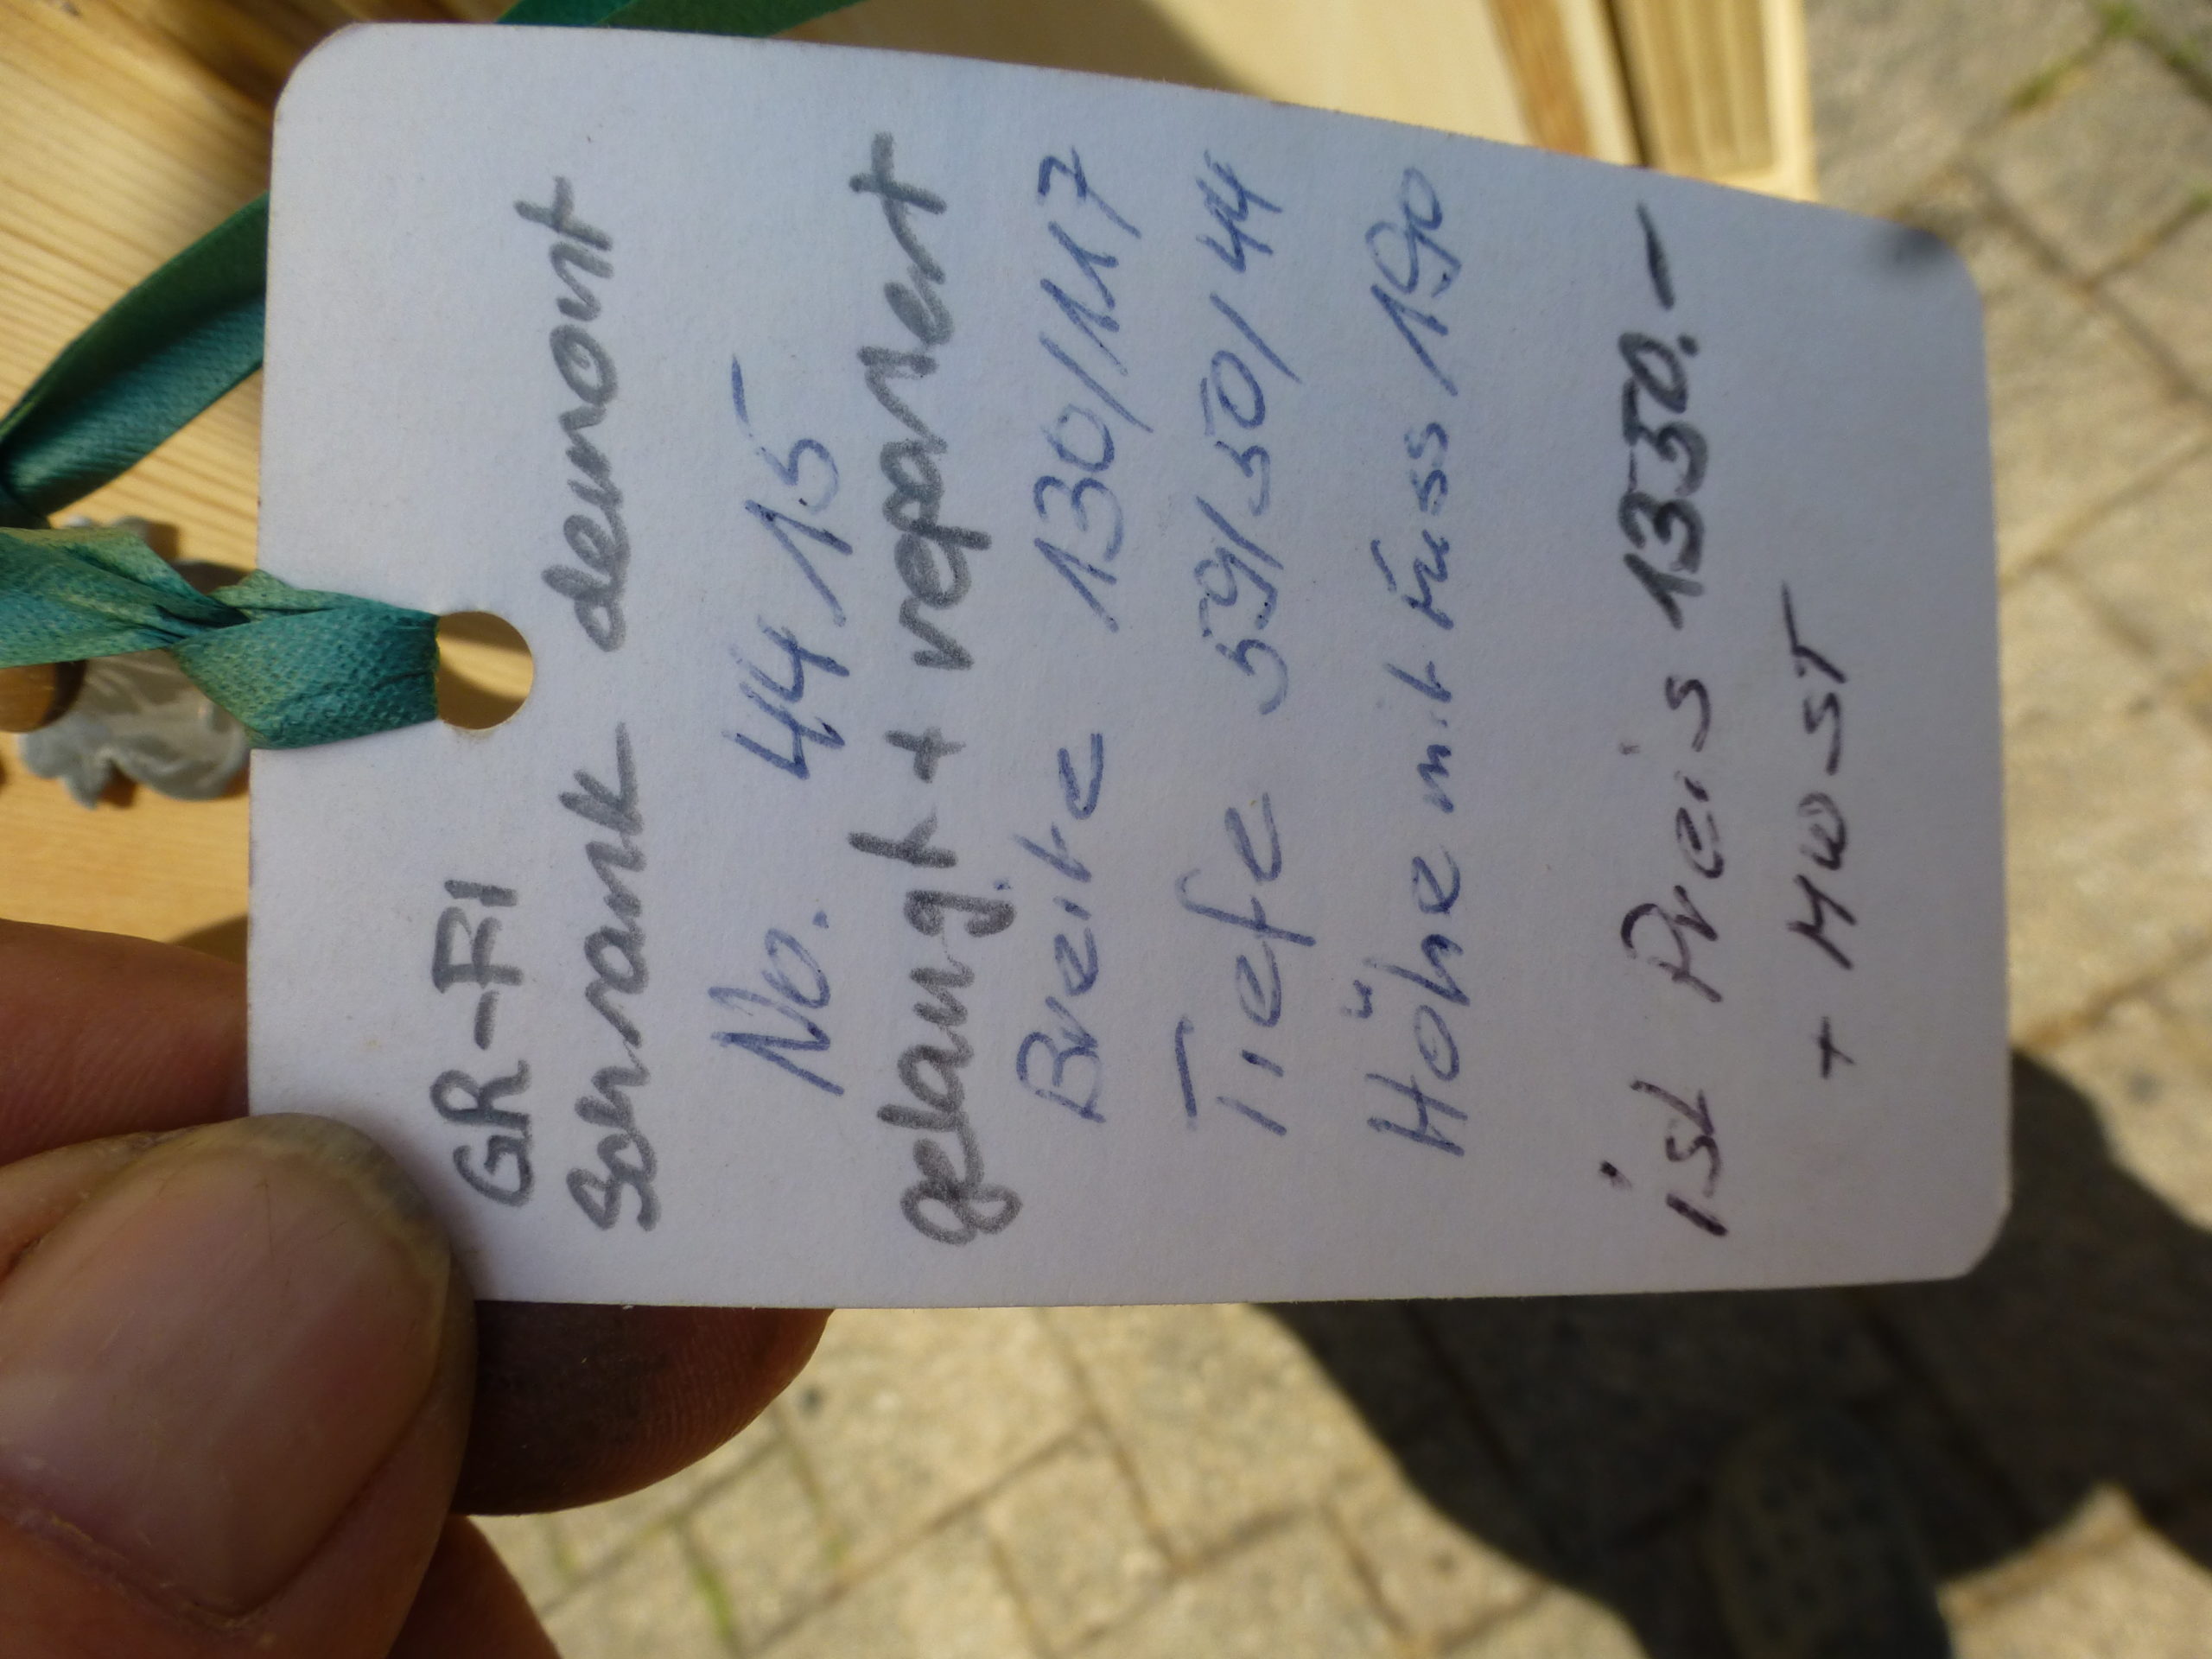 GR-FI
Schrank demont
No. 44 15
gelaugt + repariert
Breite 130/117
Tiefe 59/50/44
Höhe mit Fuss 190
ist Preis 1350.–
+ MwST